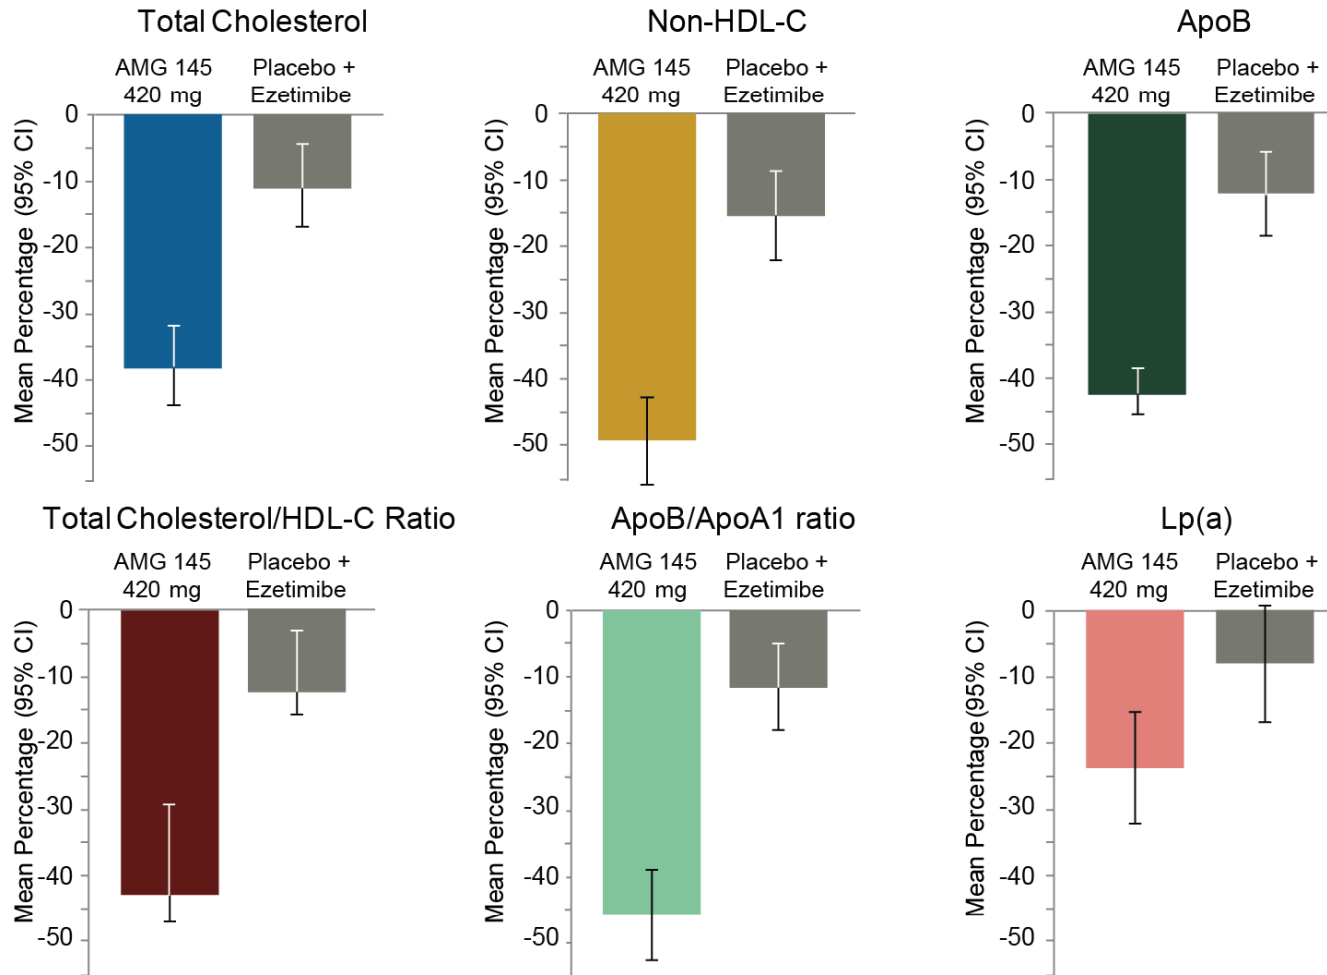 Total Cholesterol
AMG 145
420 mg
Placebo +
Ezetimibe
Mean Percentage (95% CI)
0
-10
-20
-30
-40
-50
Non-HDL-C
AMG 145
420 mg
Placebo +
Ezetimibe
Mean Percentage (95% CI)
0
-10
-20
-30
-40
-50
ApoB
AMG 145
420 mg
Placebo +
Ezetimibe
Mean Percentage (95% CI)
0
-10
-20
-30
-40
-50
Total Cholesterol/HDL-C Ratio
AMG 145
420 mg
Placebo +
Ezetimibe
Mean Percentage (95% CI)
0
-10
-20
-30
-40
-50
ApoB/ApoA1 ratio
AMG 145
420 mg
Placebo +
Ezetimibe
Mean Percentage (95% CI)
0
-10
-20
-30
-40
-50
Lp(a)
AMG 145
420 mg
Placebo +
Ezetimibe
Mean Percentage (95% CI)
0
-10
-20
-30
-40
-50